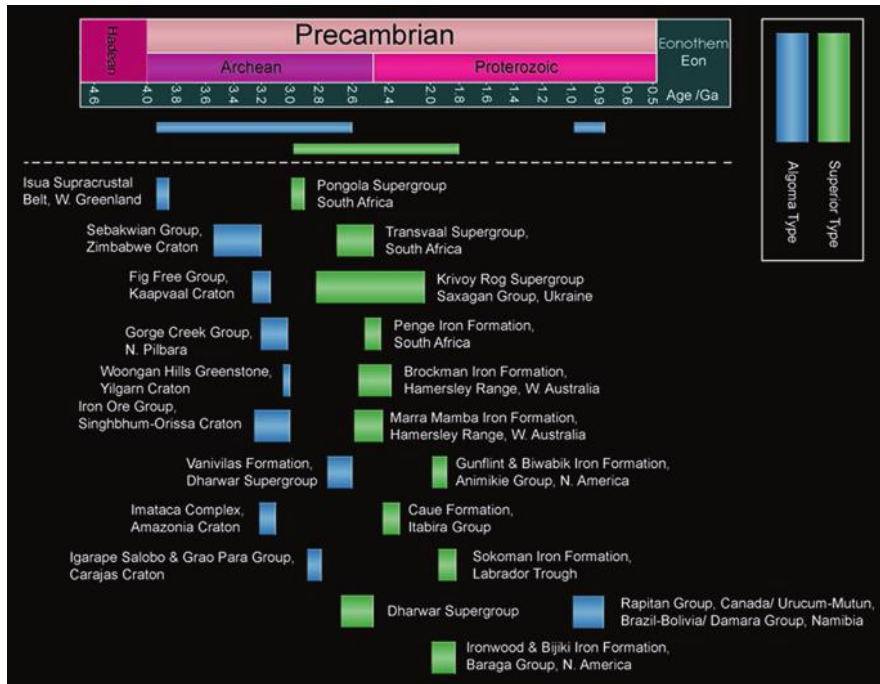 Precambrian
Hadean
Archean
Proterozoic
Eonothem
Eon
Age /Ga
4.6
4.0
3.8
3.6
3.4
3.2
3.0
2.8
2.6
2.4
2.0
1.8
1.6
1.4
1.2
1.0
0.9
0.6
0.5
Algoma Type
Superior Type
Isua Supracrustal
Belt, W. Greenland
Pongola Supergroup
South Africa
Sebakwian Group,
Zimbabwe Craton
Transvaal Supergroup,
South Africa
Fig Free Group,
Kaapvaal Craton
Krivoy Rog Supergroup
Saxagan Group, Ukraine
Gorge Creek Group,
N. Pilbara
Penge Iron Formation,
South Africa
Woongan Hills Greenstone,
Yilgarn Craton
Brockman Iron Formation,
Hamersley Range, W. Australia
Iron Ore Group,
Singhbhum-Orissa Craton
Marra Mamba Iron Formation,
Hamersley Range, W. Australia
Vanivilas Formation,
Dharwar Supergroup
Gunflint & Biwabik Iron Formation,
Animikie Group, N. America
Imataca Complex,
Amazonia Craton
Caue Formation,
Itabira Group
Igarape Salobo & Grao Para Group,
Carajas Craton
Sokoman Iron Formation,
Labrador Trough
Dharwar Supergroup
Rapitan Group, Canada/ Urucum-Mutun,
Brazil-Bolivia/ Damara Group, Namibia
Ironwood & Bijiki Iron Formation,
Baraga Group, N. America